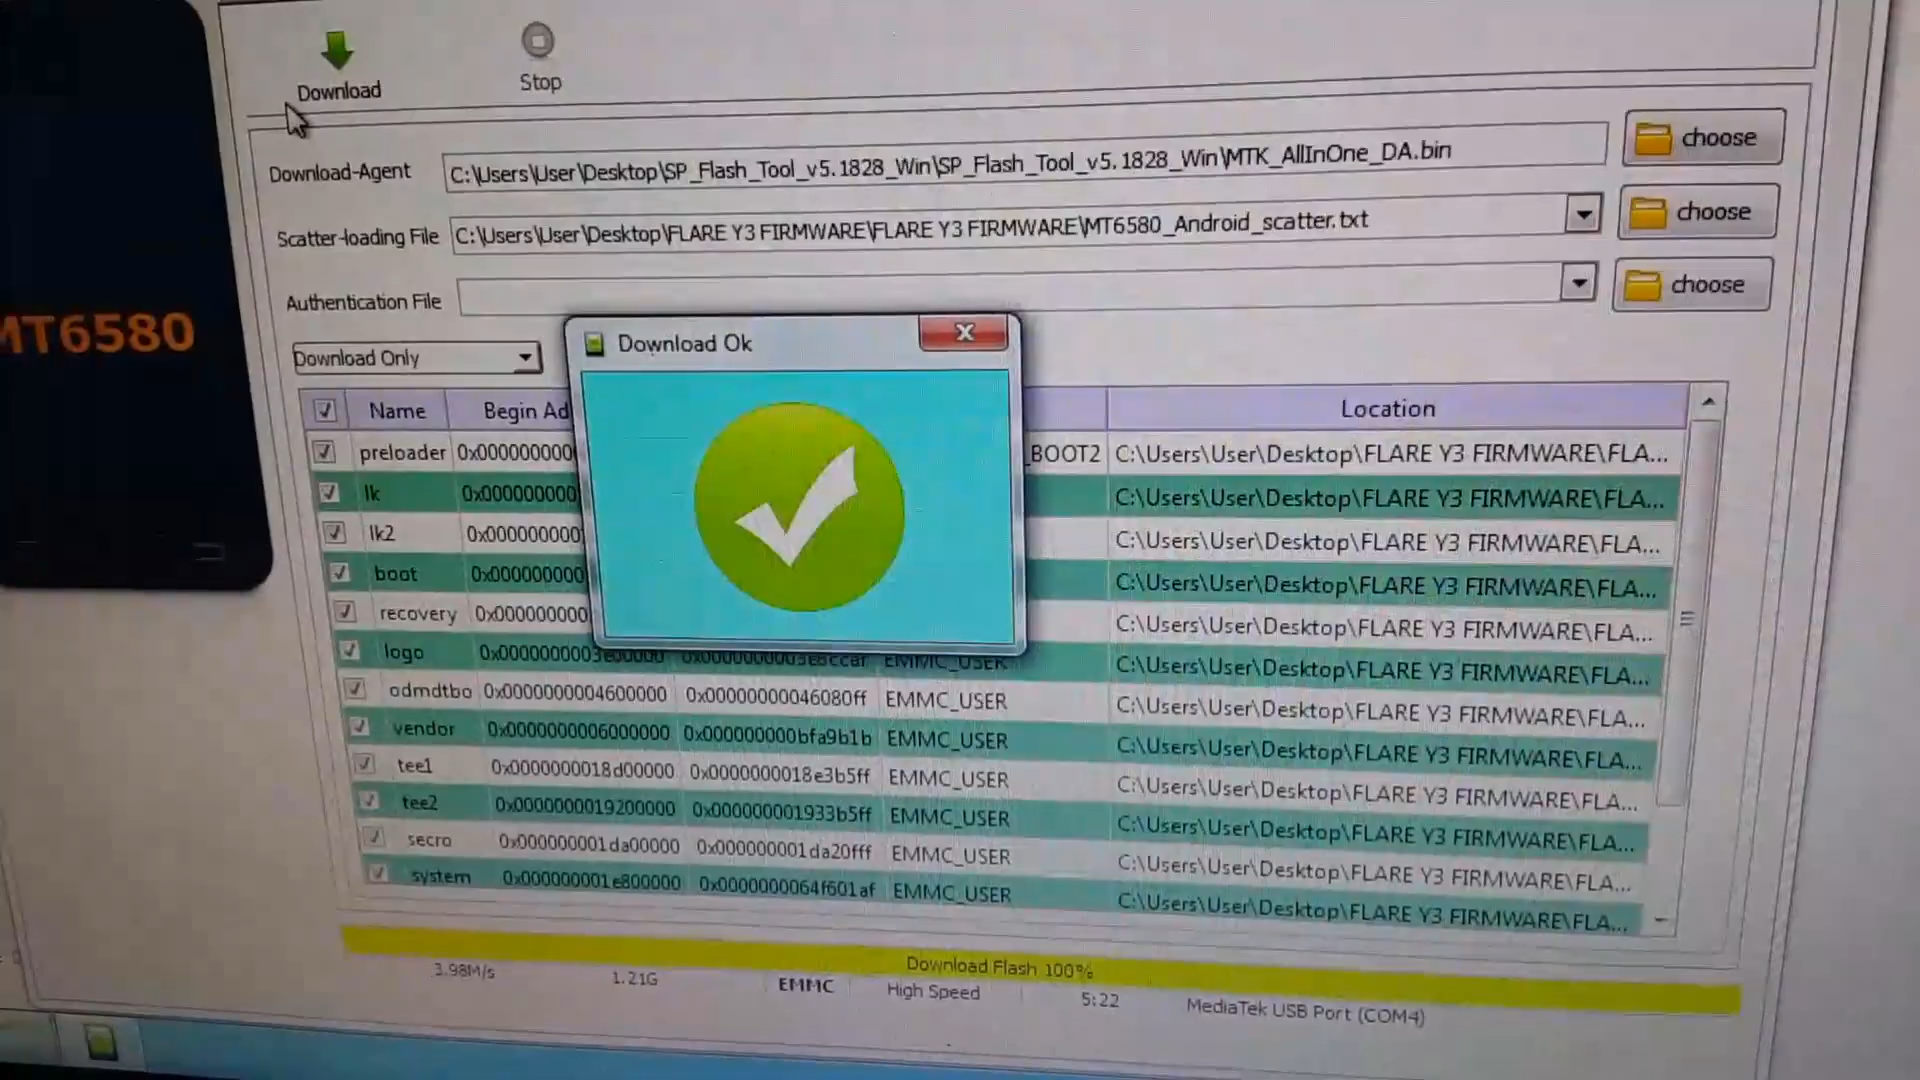 Download
Stop
Download-Agent C:\Users\User\Desktop\SP_Flash_Tool_v5.1828_Win\SP_Flash_Tool_v5.1828_Win\MTK_AllInOne_DA.bin choose
Scatter-loading File C:\Users\User\Desktop\FLARE Y3 FIRMWARE\FLARE Y3 FIRMWARE\MT6580_Android_scatter.txt choose
Authentication File choose
MT6580
Download Only
Download Ok
Name Begin Ad Location
preloader 0x000000000 _BOOT2 C:\Users\User\Desktop\FLARE Y3 FIRMWARE\FLA...
lk 0x000000000 C:\Users\User\Desktop\FLARE Y3 FIRMWARE\FLA...
lk2 0x000000000 C:\Users\User\Desktop\FLARE Y3 FIRMWARE\FLA...
boot 0x000000000 C:\Users\User\Desktop\FLARE Y3 FIRMWARE\FLA...
recovery 0x000000000 C:\Users\User\Desktop\FLARE Y3 FIRMWARE\FLA...
logo 0x0000000003e00000 EMMC_USER C:\Users\User\Desktop\FLARE Y3 FIRMWARE\FLA...
odmdtbo 0x0000000004600000 0x00000000046080ff EMMC_USER C:\Users\User\Desktop\FLARE Y3 FIRMWARE\FLA...
vendor 0x0000000006000000 0x000000000bfa9b1b EMMC_USER C:\Users\User\Desktop\FLARE Y3 FIRMWARE\FLA...
tee1 0x0000000018d00000 0x0000000018e3b5ff EMMC_USER C:\Users\User\Desktop\FLARE Y3 FIRMWARE\FLA...
tee2 0x0000000019200000 0x000000001933b5ff EMMC_USER C:\Users\User\Desktop\FLARE Y3 FIRMWARE\FLA...
secro 0x000000001da00000 0x000000001da20fff EMMC_USER C:\Users\User\Desktop\FLARE Y3 FIRMWARE\FLA...
system 0x000000001e800000 0x0000000064f601af EMMC_USER C:\Users\User\Desktop\FLARE Y3 FIRMWARE\FLA...
Download Flash 100%
3.98M/s 1.21G EMMC High Speed 5:22 MediaTek USB Port (COM4)